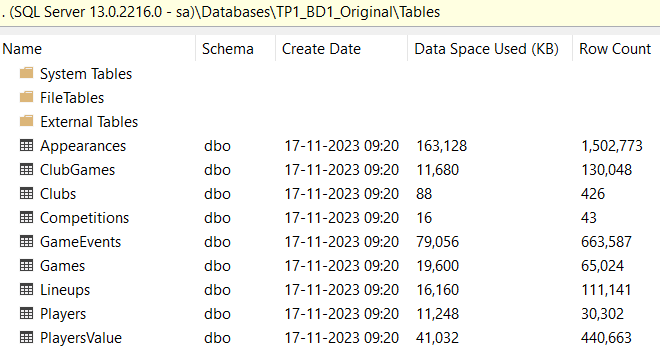 . (SQL Server 13.0.2216.0 - sa)\Databases\TP1_BD1_Original\Tables
Name Schema Create Date Data Space Used (KB) Row Count
System Tables
FileTables
External Tables
Appearances dbo 17-11-2023 09:20 163,128 1,502,773
ClubGames dbo 17-11-2023 09:20 11,680 130,048
Clubs dbo 17-11-2023 09:20 88 426
Competitions dbo 17-11-2023 09:20 16 43
GameEvents dbo 17-11-2023 09:20 79,056 663,587
Games dbo 17-11-2023 09:20 19,600 65,024
Lineups dbo 17-11-2023 09:20 16,160 111,141
Players dbo 17-11-2023 09:20 11,248 30,302
PlayersValue dbo 17-11-2023 09:20 41,032 440,663